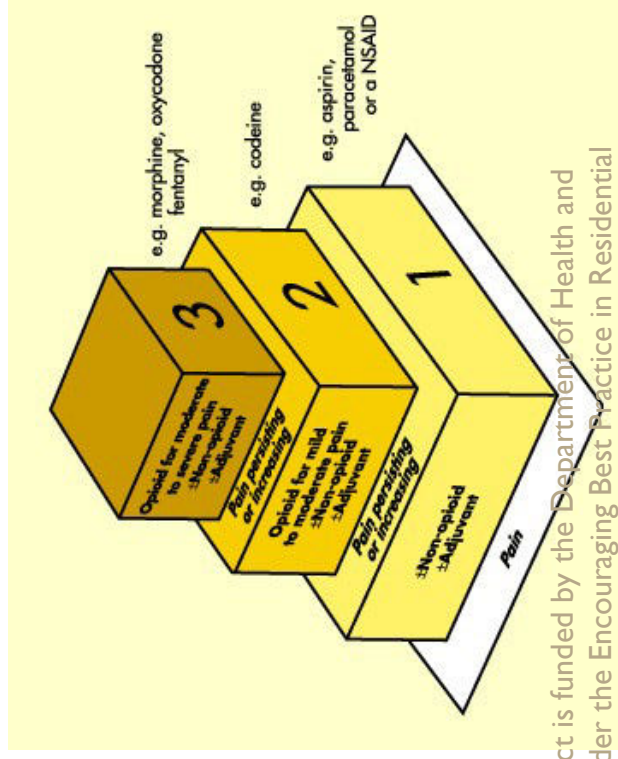 e.g. morphine, oxycodone
fentanyl
e.g. codeine
e.g. aspirin,
paracetamol
or a NSAID
3
Opioid for moderate
to severe pain
±Non-opioid
±Adjuvant
Pain persisting
or increasing
2
Opioid for mild
to moderate pain
±Non-opioid
±Adjuvant
Pain persisting
or increasing
1
±Non-opioid
±Adjuvant
Pain
ct is funded by the Department of Health and
der the Encouraging Best Practice in Residential